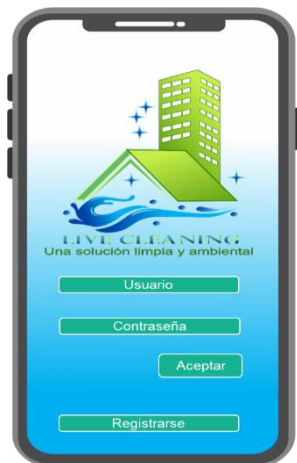 LIVE CLEANING
Una solución limpia y ambiental
Usuario
Contraseña
Aceptar
Registrarse